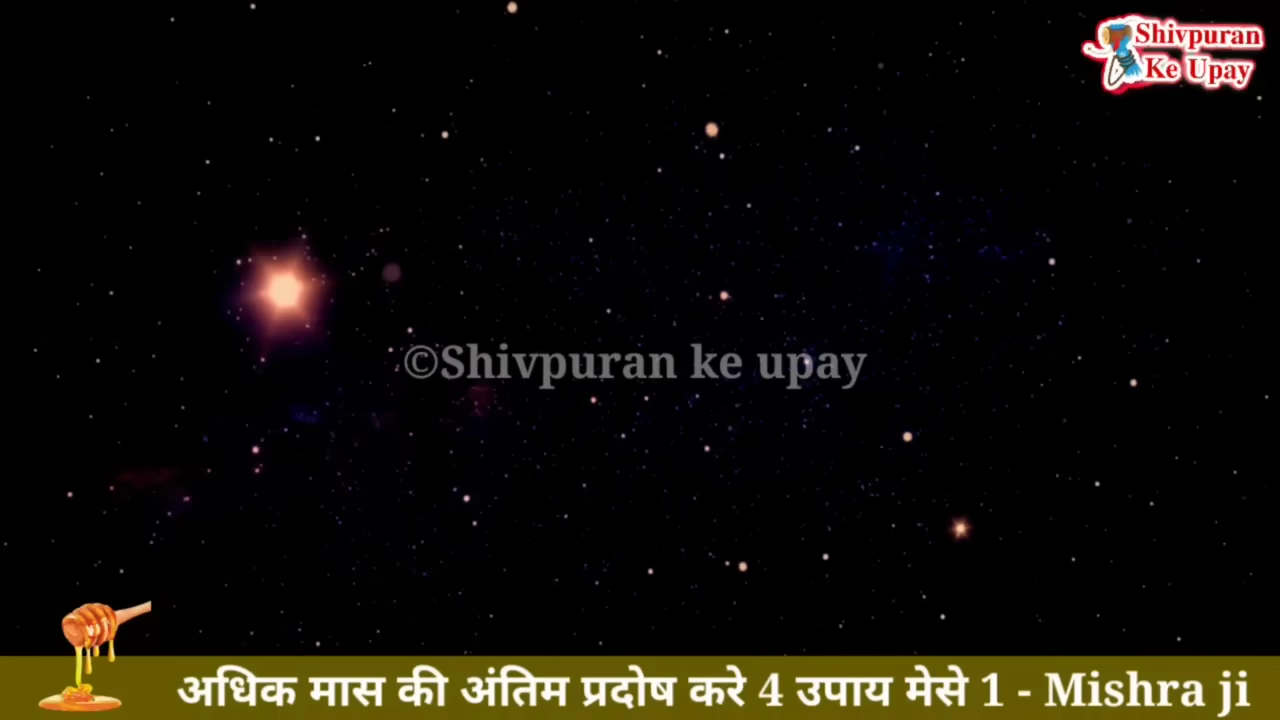 Shivpuran
Ke Upay
©Shivpuran ke upay
अधिक मास की अंतिम प्रदोष करे 4 उपाय मेसे 1 - Mishra ji